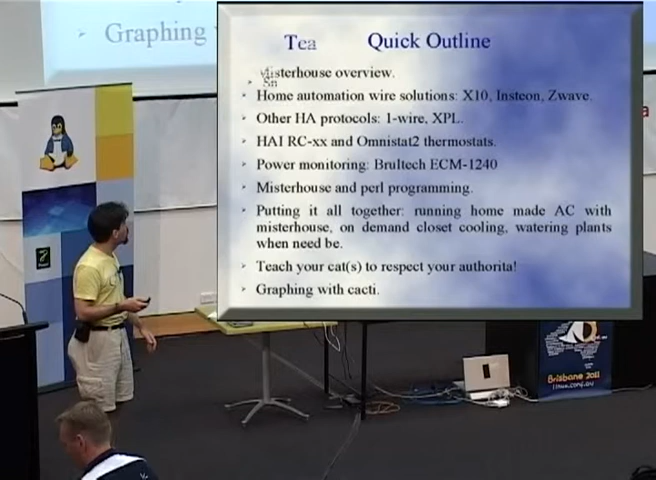 Graphing
Tea Quick Outline
Misterhouse overview.
Sn
Home automation wire solutions: X10, Insteon, Zwave.
Other HA protocols: 1-wire, XPL.
HAI RC-xx and Omnistat2 thermostats.
Power monitoring: Brultech ECM-1240
Misterhouse and perl programming.
Putting it all together: running home made AC with
misterhouse, on demand closet cooling, watering plants
when need be.
Teach your cat(s) to respect your authorita!
Graphing with cacti.
Brisbane 2011
linux.conf.au